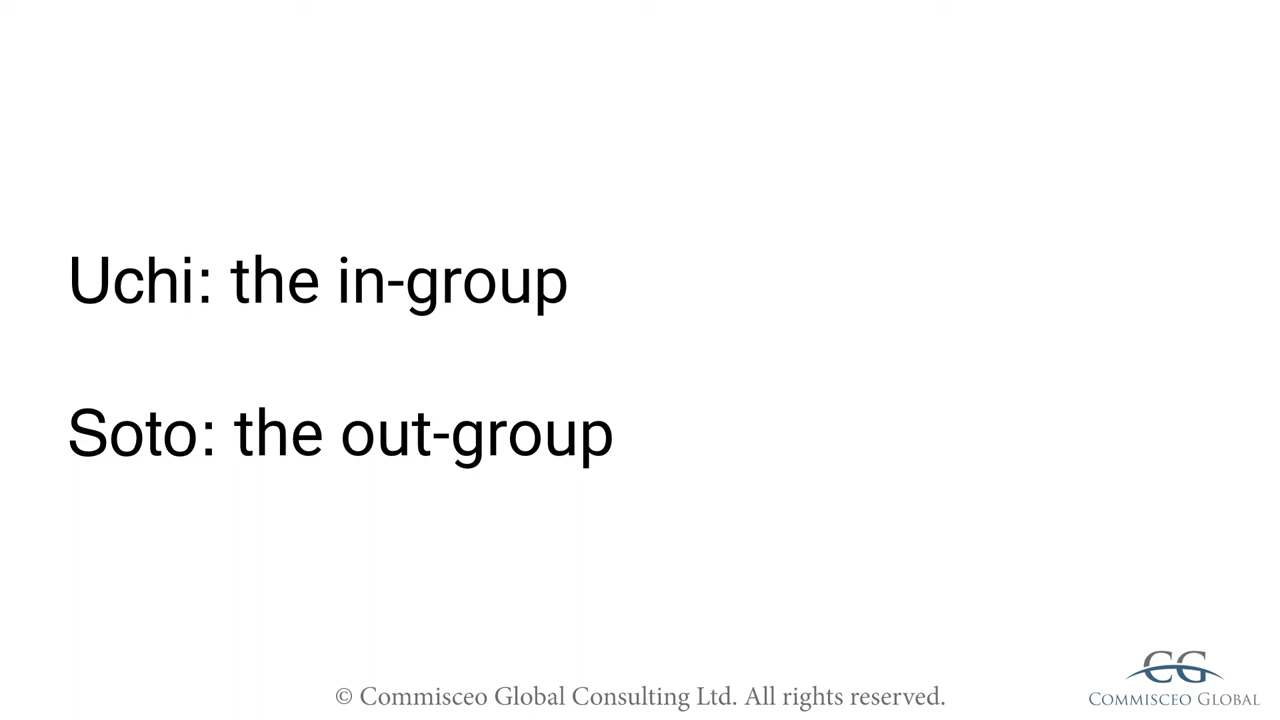 Uchi: the in-group
Soto: the out-group
© Commisceo Global Consulting Ltd. All rights reserved.
CG
COMMISCEO GLOBAL